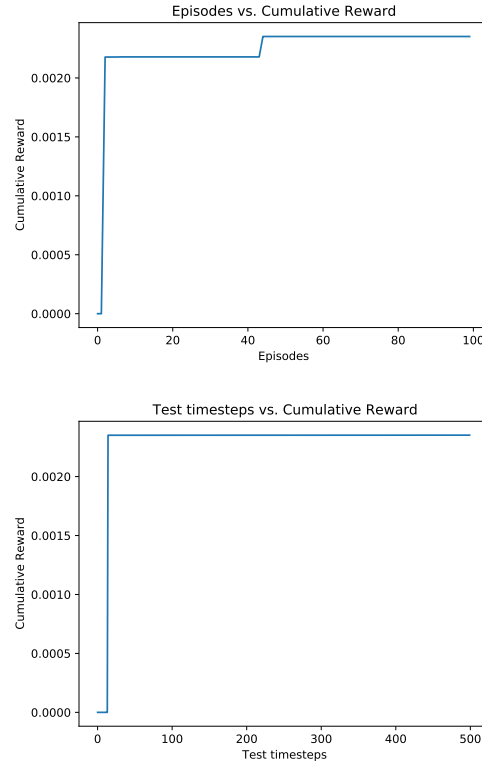 Episodes vs. Cumulative Reward
0.0020
0.0015
0.0010
0.0005
0.0000
Cumulative Reward
0 20 40 60 80 100
Episodes
Test timesteps vs. Cumulative Reward
0.0020
0.0015
0.0010
0.0005
0.0000
Cumulative Reward
0 100 200 300 400 500
Test timesteps